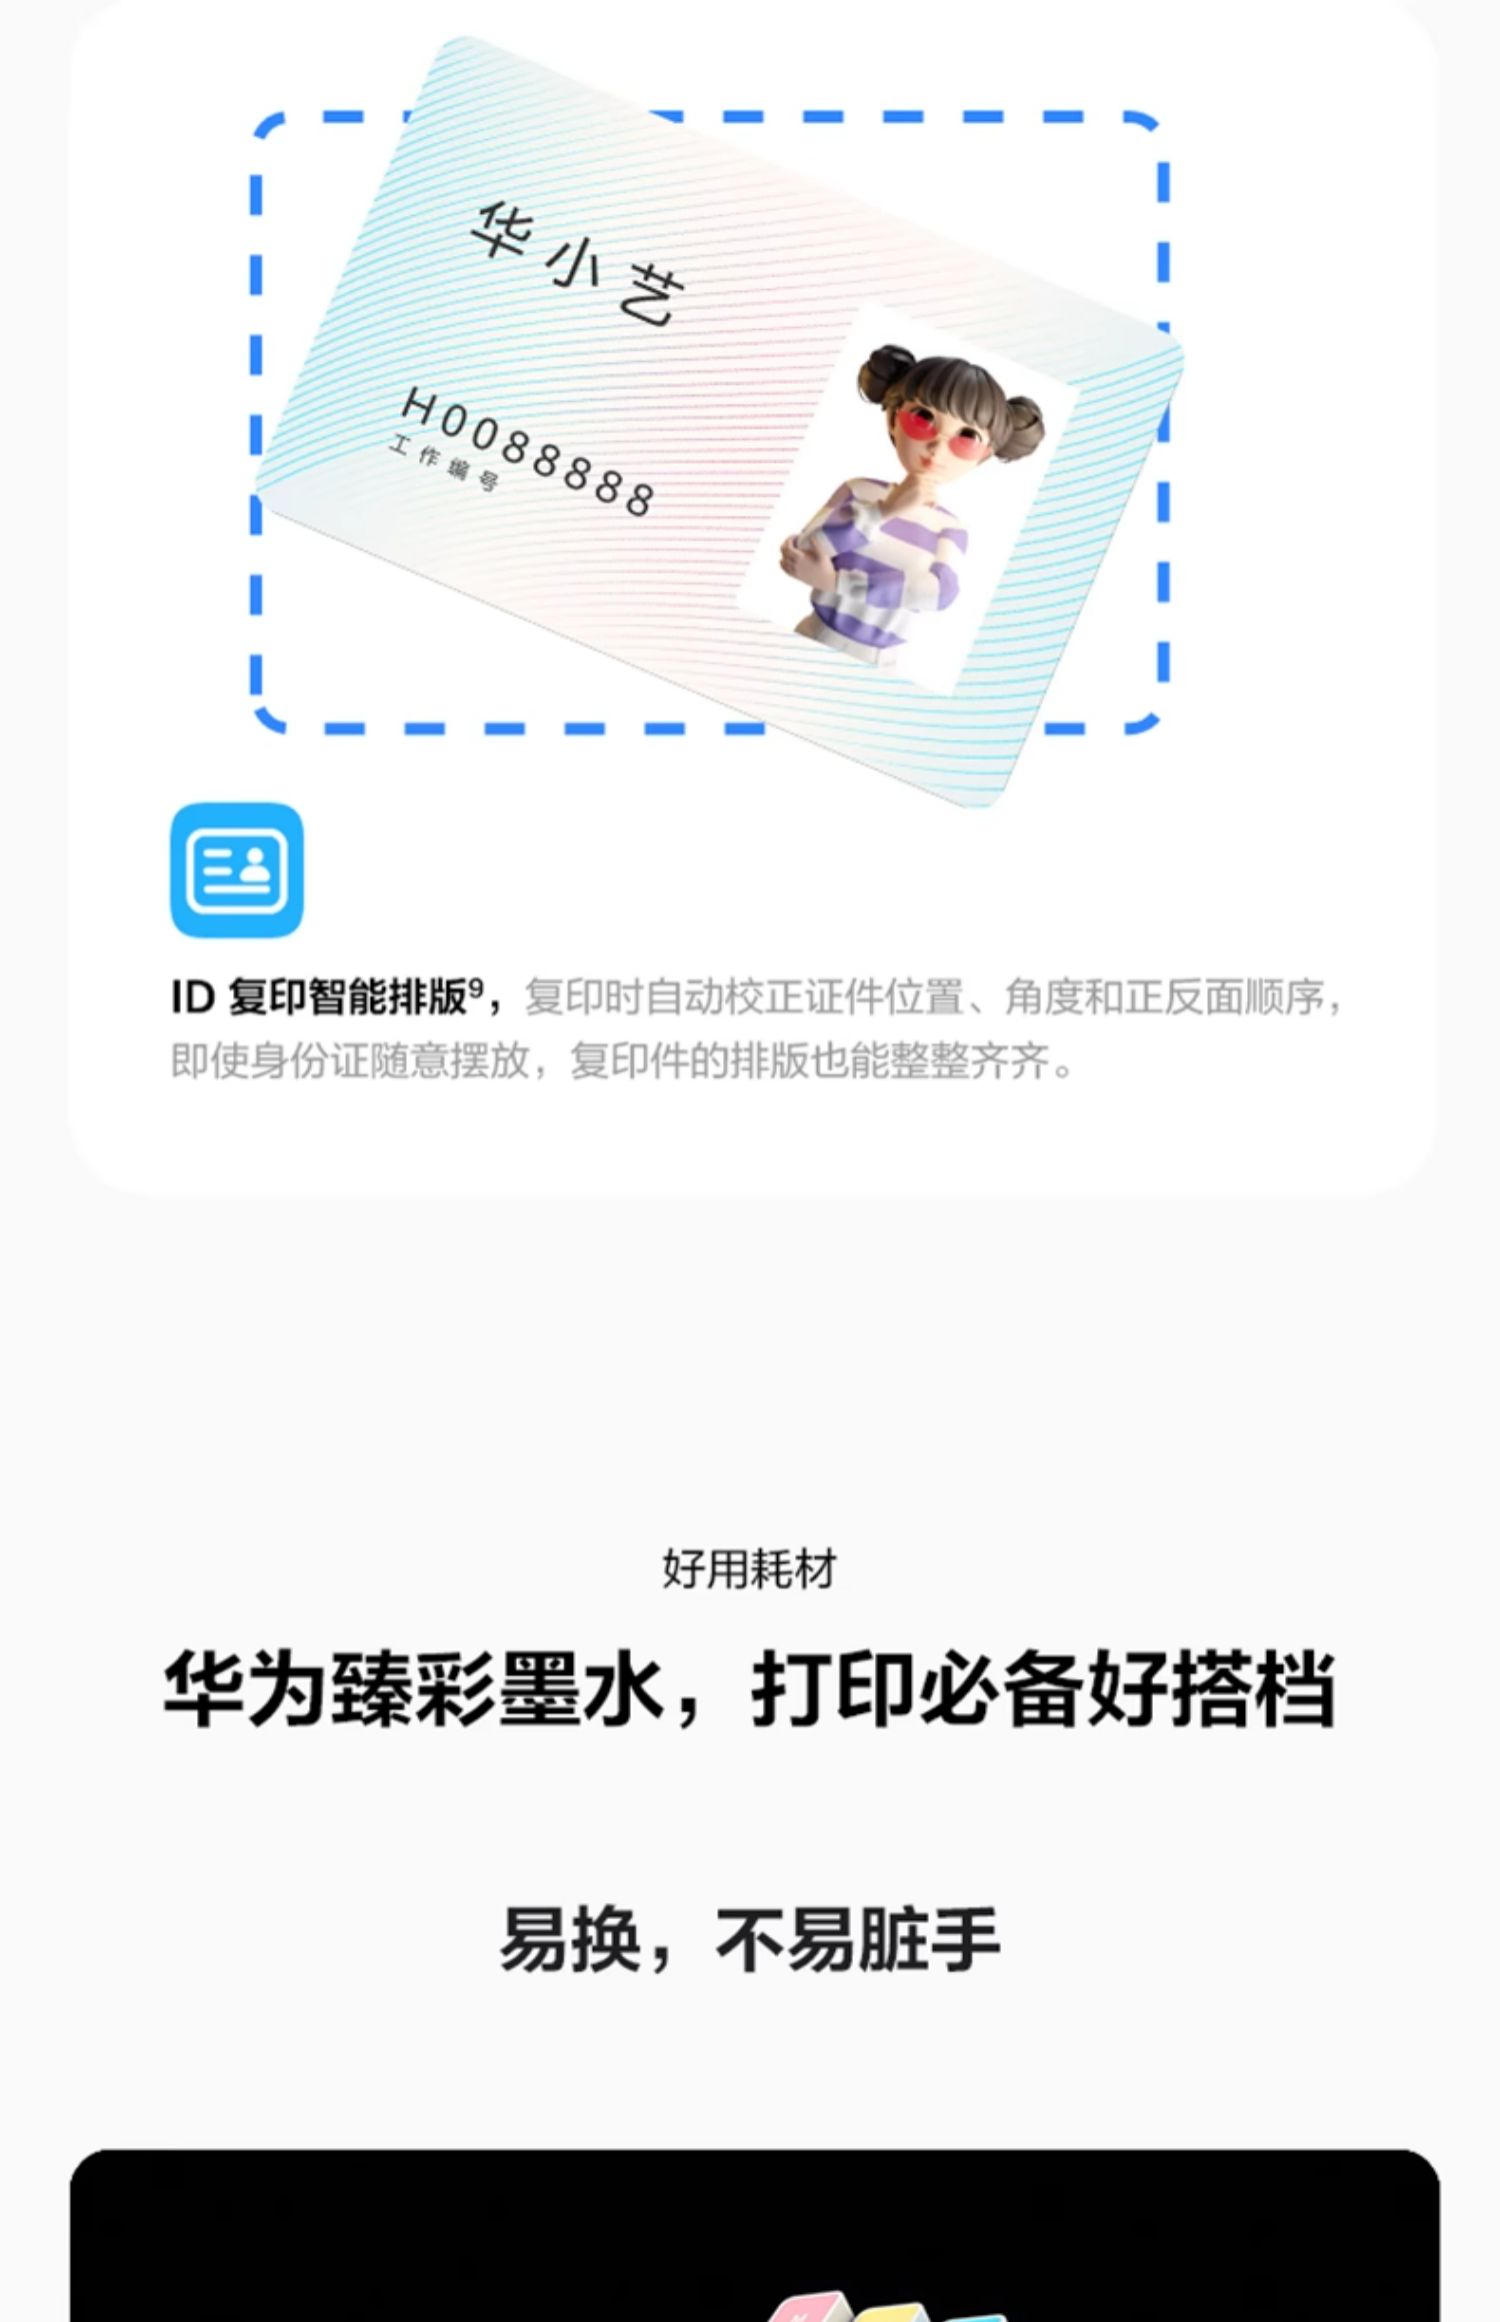 华小艺
H0088888
工作编号
ID 复印智能排版⁹，复印时自动校正证件位置、角度和正反面顺序，
即使身份证随意摆放，复印件的排版也能整整齐齐。
好用耗材
华为臻彩墨水，打印必备好搭档
易换，不易脏手